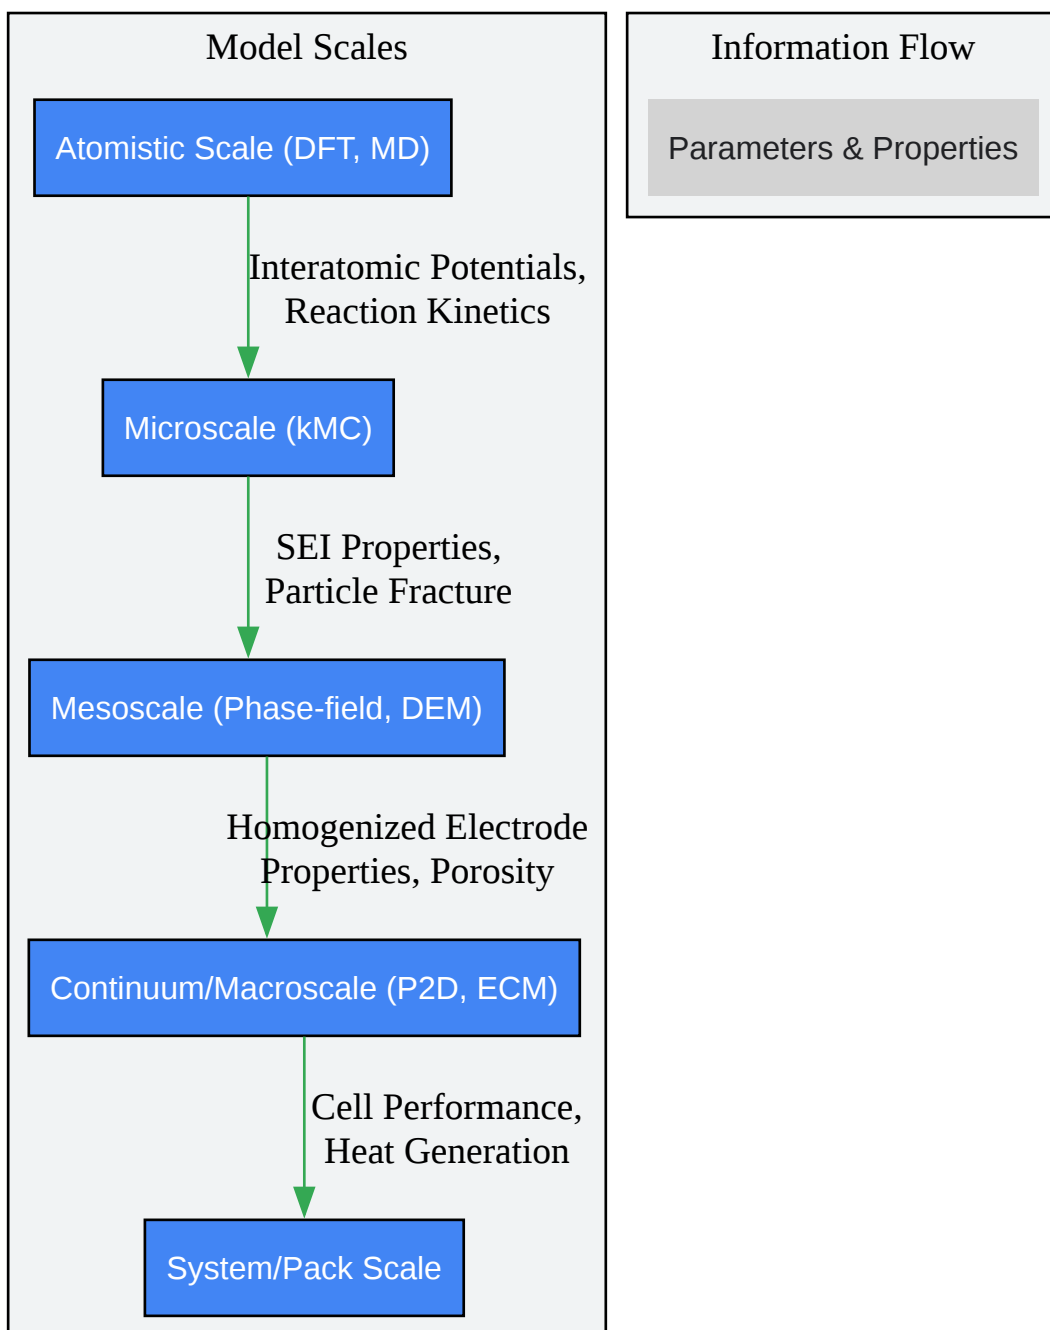 Model Scales
Atomistic Scale (DFT, MD)
Interatomic Potentials,
Reaction Kinetics
Microscale (kMC)
SEI Properties,
Particle Fracture
Mesoscale (Phase-field, DEM)
Homogenized Electrode
Properties, Porosity
Continuum/Macroscale (P2D, ECM)
Cell Performance,
Heat Generation
System/Pack Scale
Information Flow
Parameters & Properties